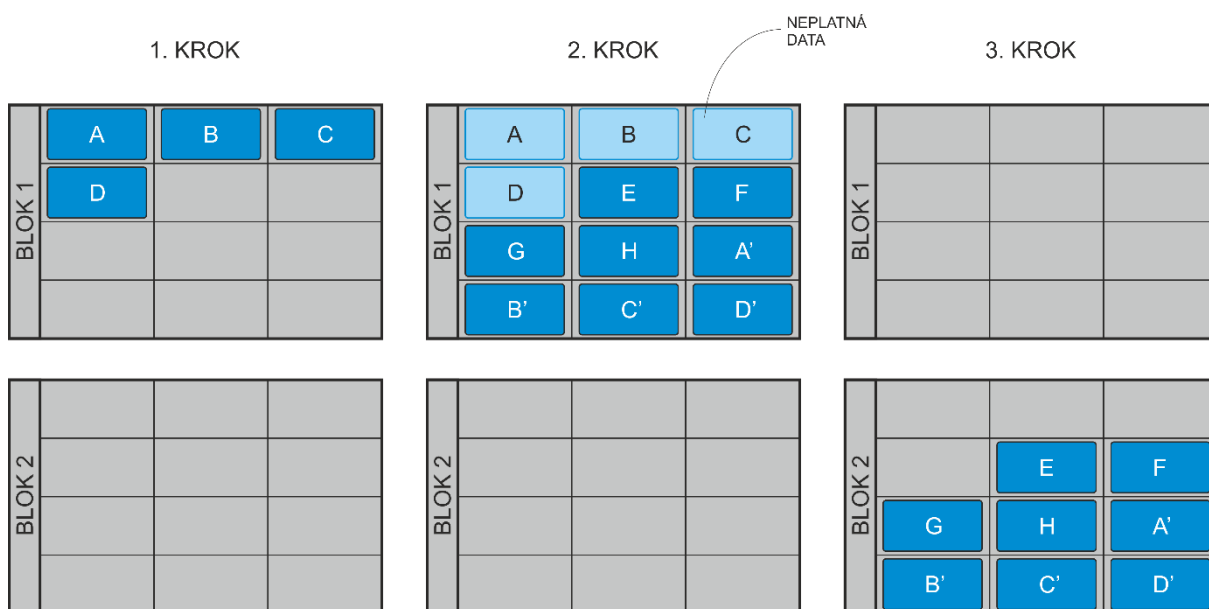 NEPLATNÁ
DATA
1. KROK
2. KROK
3. KROK
BLOK 1
A B C
D
BLOK 1
A B C
D E F
G H A’
B’ C’ D’
BLOK 1
BLOK 2
BLOK 2
BLOK 2
E F
G H A’
B’ C’ D’